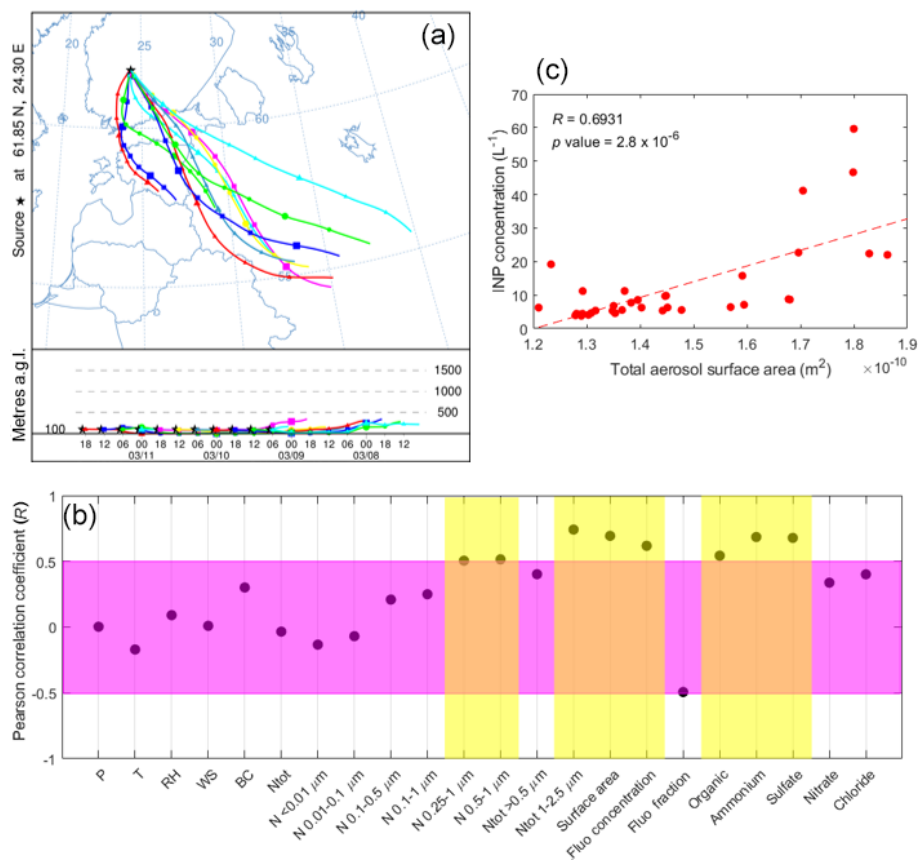 (a)
20
25
30
35
60
60
50
Source ★ at 61.85 N, 24.30 E
Metres a.g.l.
1500
1000
500
100
18 12 06 00 18 12 06 00 18 12 06 00 18 12 06 00 18 12
03/11 03/10 03/09 03/08
(c)
R = 0.6931
p value = 2.8 x 10⁻⁶
INP concentration (L⁻¹)
70
60
50
40
30
20
10
0
1.2 1.3 1.4 1.5 1.6 1.7 1.8 1.9
Total aerosol surface area (m²)
×10⁻¹⁰
(b)
Pearson correlation coefficient (R)
1
0.5
0
-0.5
-1
P
T
RH
WS
BC
Ntot
N <0.01 μm
N 0.01-0.1 μm
N 0.1-0.5 μm
N 0.1-1 μm
N 0.25-1 μm
N 0.5-1 μm
Ntot >0.5 μm
Ntot 1-2.5 μm
Surface area
Fluo concentration
Fluo fraction
Organic
Ammonium
Sulfate
Nitrate
Chloride